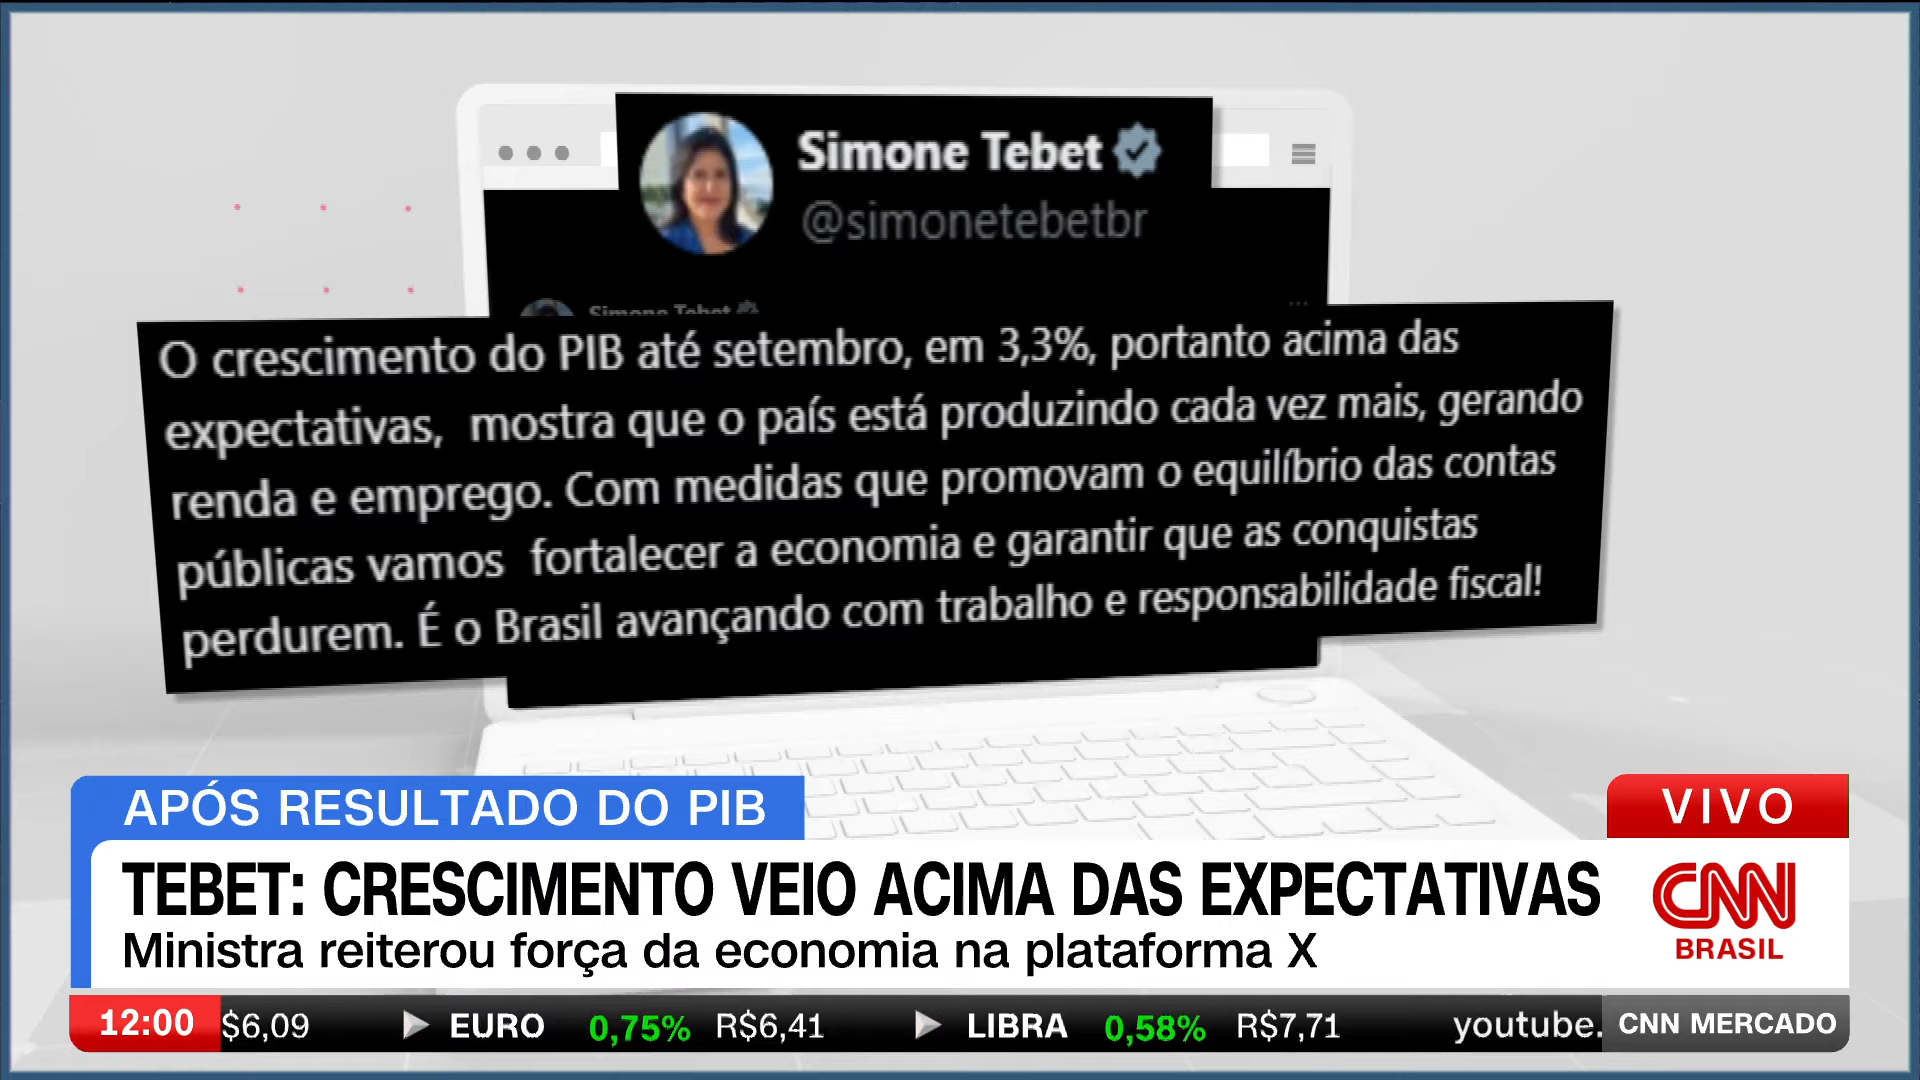 Simone Tebet
@simonetebetbr
Simone Tebet
O crescimento do PIB até setembro, em 3,3%, portanto acima das
expectativas, mostra que o país está produzindo cada vez mais, gerando
renda e emprego. Com medidas que promovam o equilíbrio das contas
públicas vamos fortalecer a economia e garantir que as conquistas
perdurem. É o Brasil avançando com trabalho e responsabilidade fiscal!
APÓS RESULTADO DO PIB
VIVO
TEBET: CRESCIMENTO VEIO ACIMA DAS EXPECTATIVAS
Ministra reiterou força da economia na plataforma X
CNN
BRASIL
12:00 $6,09 EURO 0,75% R$6,41 LIBRA 0,58% R$7,71 youtube. CNN MERCADO